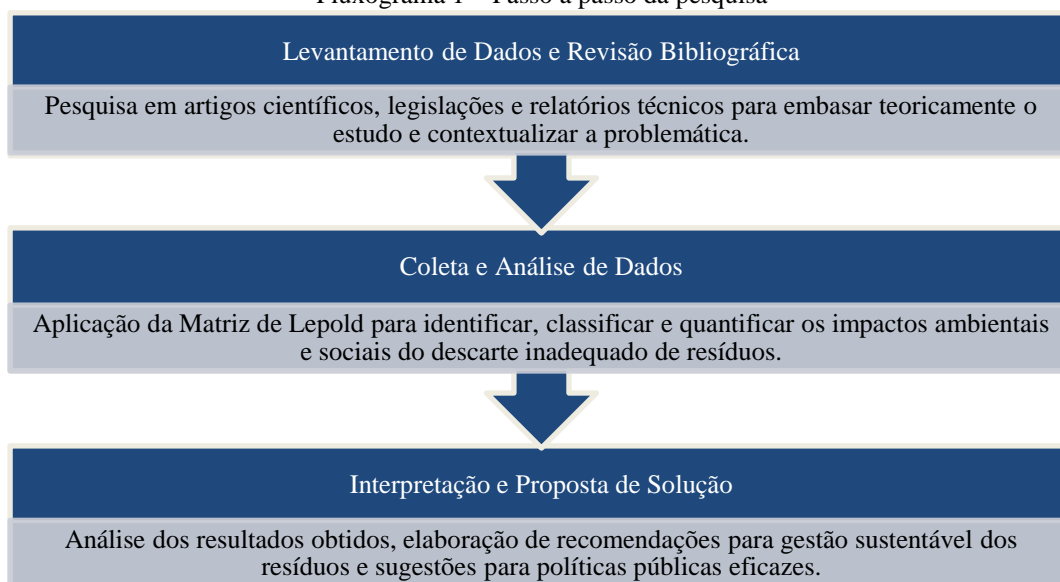 Fluxograma 1 – Passo a passo da pesquisa
Levantamento de Dados e Revisão Bibliográfica
Pesquisa em artigos científicos, legislações e relatórios técnicos para embasar teoricamente o
estudo e contextualizar a problemática.
Coleta e Análise de Dados
Aplicação da Matriz de Lepold para identificar, classificar e quantificar os impactos ambientais
e sociais do descarte inadequado de resíduos.
Interpretação e Proposta de Solução
Análise dos resultados obtidos, elaboração de recomendações para gestão sustentável dos
resíduos e sugestões para políticas públicas eficazes.